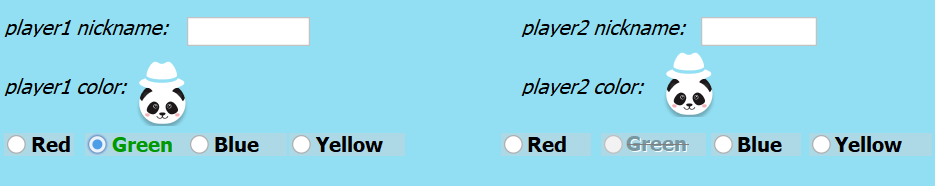 player1 nickname: player2 nickname:
player1 color: player2 color:
Red Green Blue Yellow Red Green Blue Yellow